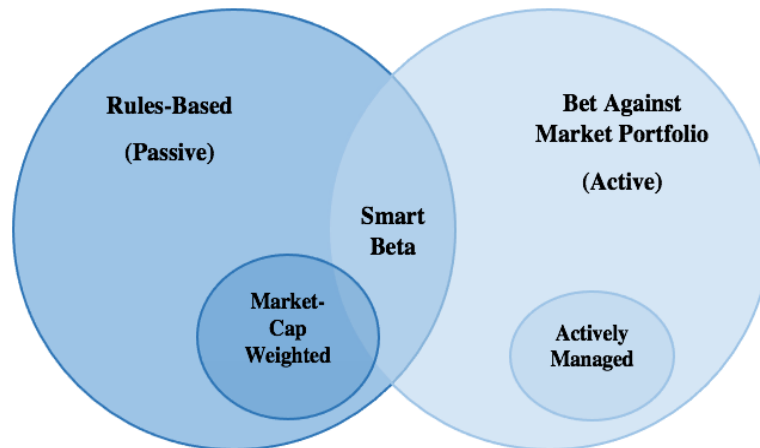 Rules-Based
(Passive)
Bet Against
Market Portfolio
(Active)
Smart
Beta
Market-
Cap
Weighted
Actively
Managed